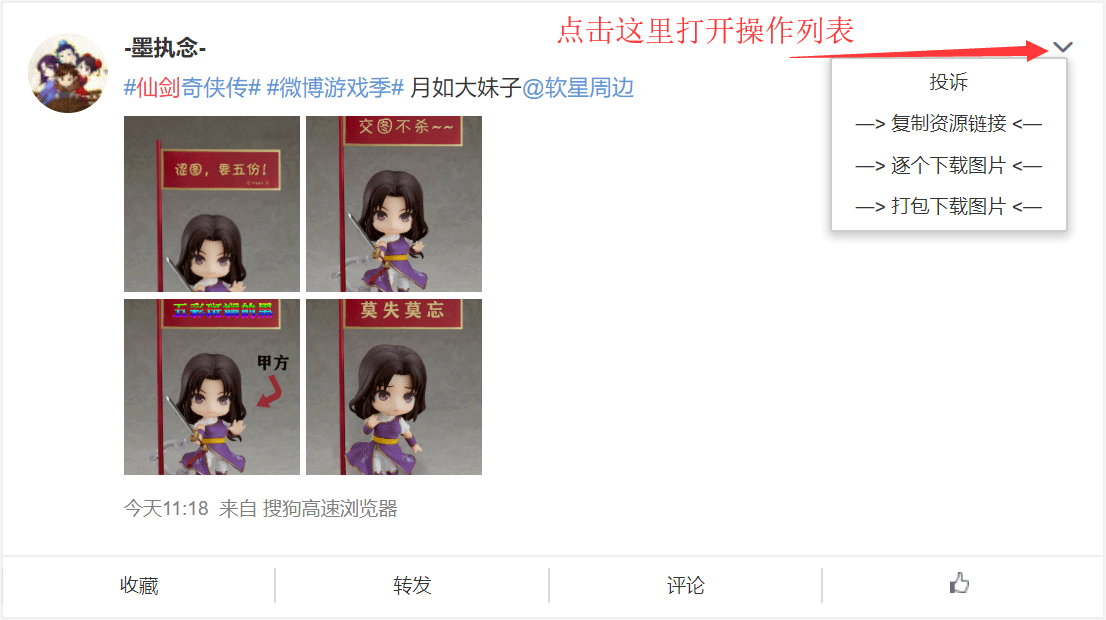 点击这里打开操作列表
-墨执念-
#仙剑奇侠传# #微博游戏季# 月如大妹子@软星周边
投诉
—> 复制资源链接 <—
—> 逐个下载图片 <—
—> 打包下载图片 <—
涩图，要五份！
交图不杀~~
五彩斑斓的黑
甲方
莫失莫忘
今天11:18 来自 搜狗高速浏览器
收藏
转发
评论